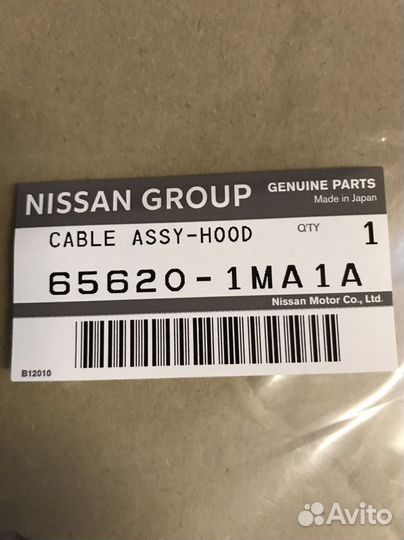 NISSAN GROUP
GENUINE PARTS
Made in Japan
CABLE ASSY-HOOD
Q'TY 1
65620-1MA1A
Nissan Motor Co., Ltd.
B12010
Avito